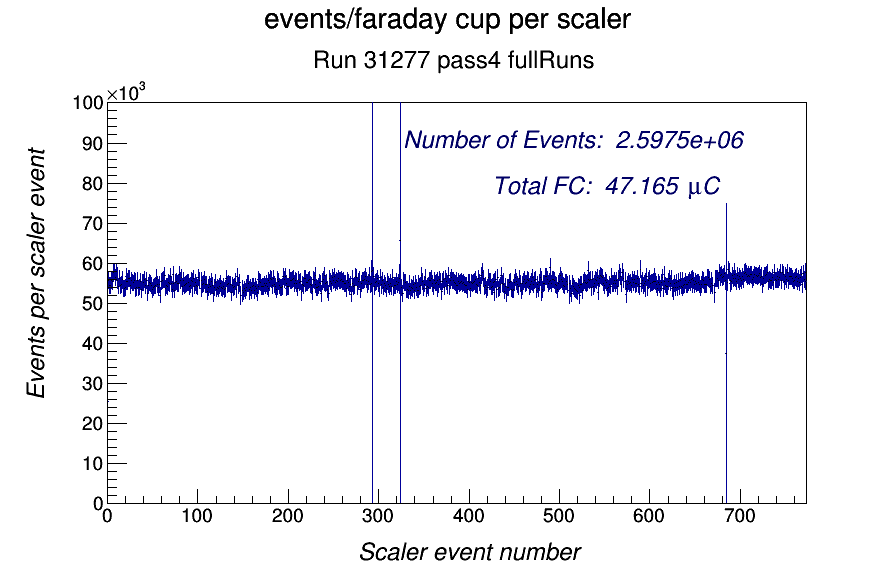 events/faraday cup per scaler
Run 31277 pass4 fullRuns
×10³
100
90
80
70
60
50
40
30
20
10
0
Events per scaler event
Number of Events: 2.5975e+06
Total FC: 47.165 μC
0 100 200 300 400 500 600 700
Scaler event number